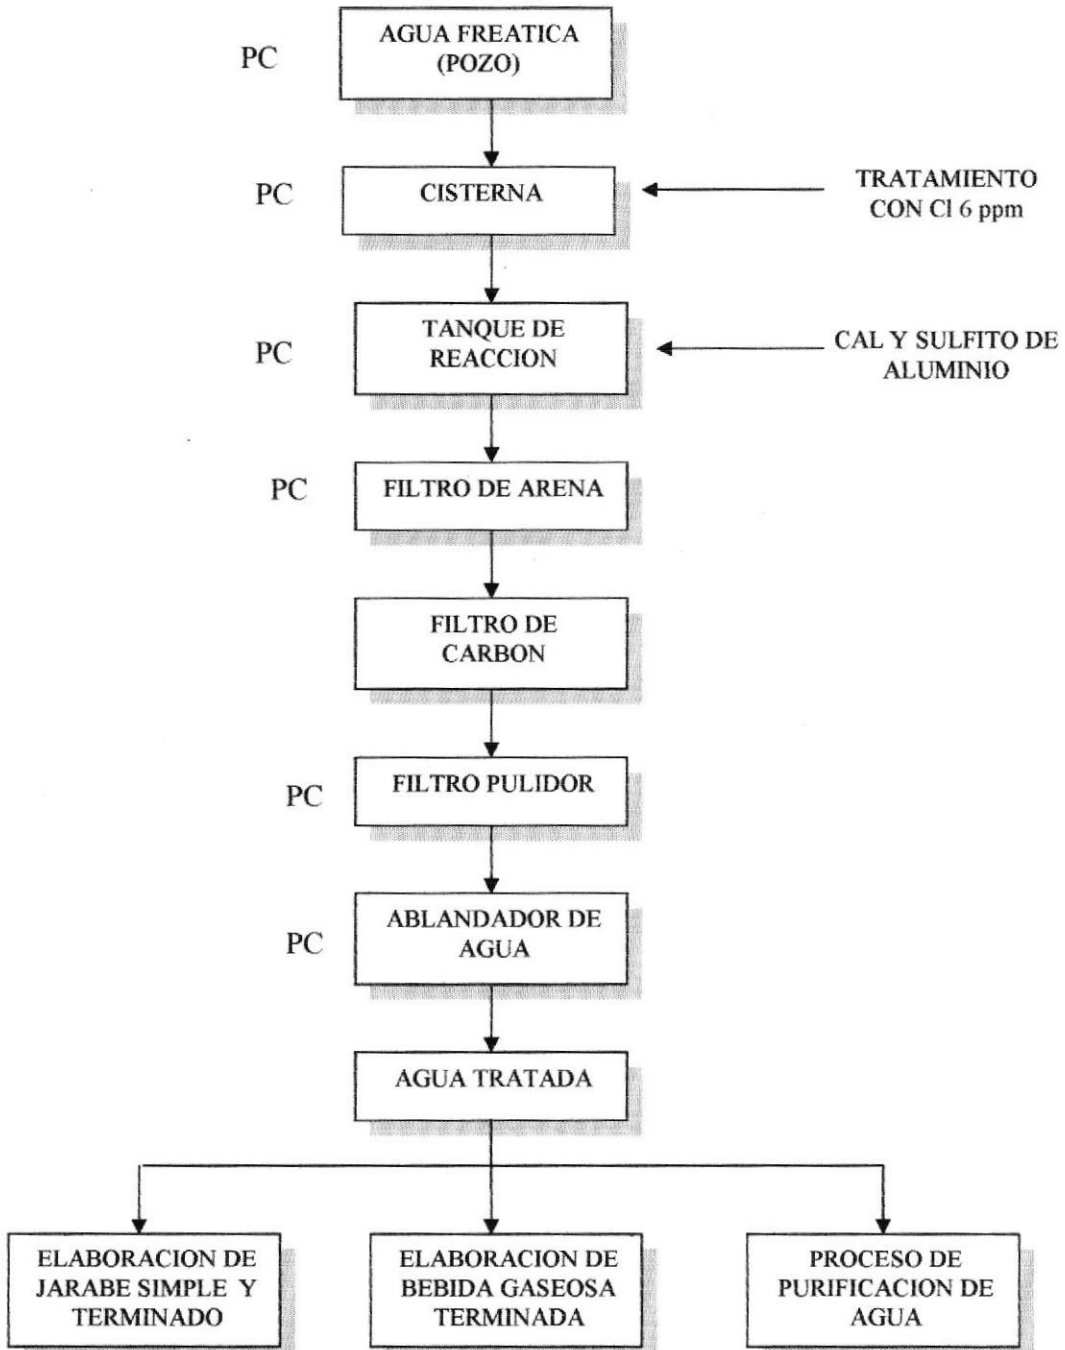 PC
AGUA FREATICA
(POZO)
PC
CISTERNA
TRATAMIENTO
CON Cl 6 ppm
PC
TANQUE DE
REACCION
CAL Y SULFITO DE
ALUMINIO
PC
FILTRO DE ARENA
FILTRO DE
CARBON
PC
FILTRO PULIDOR
PC
ABLANDADOR DE
AGUA
AGUA TRATADA
ELABORACION DE
JARABE SIMPLE Y
TERMINADO
ELABORACION DE
BEBIDA GASEOSA
TERMINADA
PROCESO DE
PURIFICACION DE
AGUA